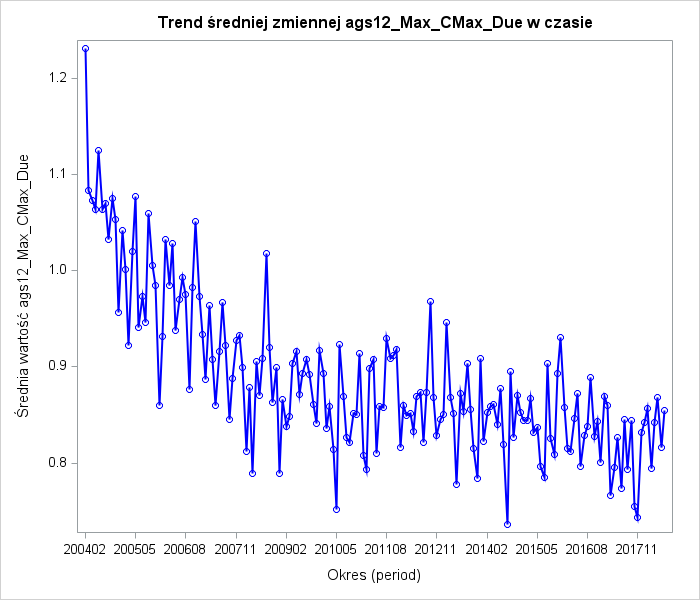 Trend średniej zmiennej ags12_Max_CMax_Due w czasie
Średnia wartość ags12_Max_CMax_Due
1.2
1.1
1.0
0.9
0.8
200402 200505 200608 200711 200902 201005 201108 201211 201402 201505 201608 201711
Okres (period)